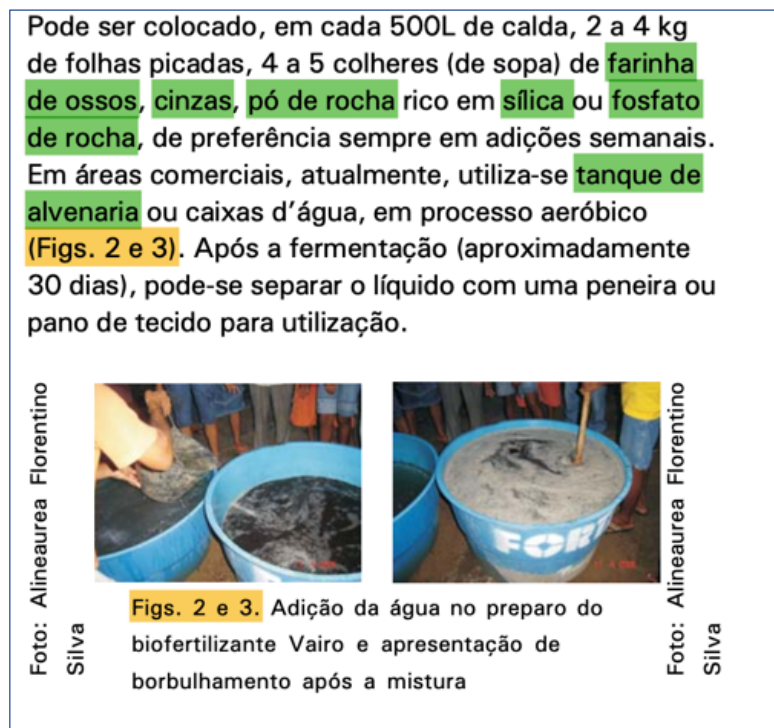 Pode ser colocado, em cada 500L de calda, 2 a 4 kg
de folhas picadas, 4 a 5 colheres (de sopa) de farinha
de ossos, cinzas, pó de rocha rico em sílica ou fosfato
de rocha, de preferência sempre em adições semanais.
Em áreas comerciais, atualmente, utiliza-se tanque de
alvenaria ou caixas d’água, em processo aeróbico
(Figs. 2 e 3). Após a fermentação (aproximadamente
30 dias), pode-se separar o líquido com uma peneira ou
pano de tecido para utilização.
Foto: Alineaurea Florentino
Silva
FORT
Foto: Alineaurea Florentino
Silva
Figs. 2 e 3. Adição da água no preparo do
biofertilizante Vairo e apresentação de
borbulhamento após a mistura